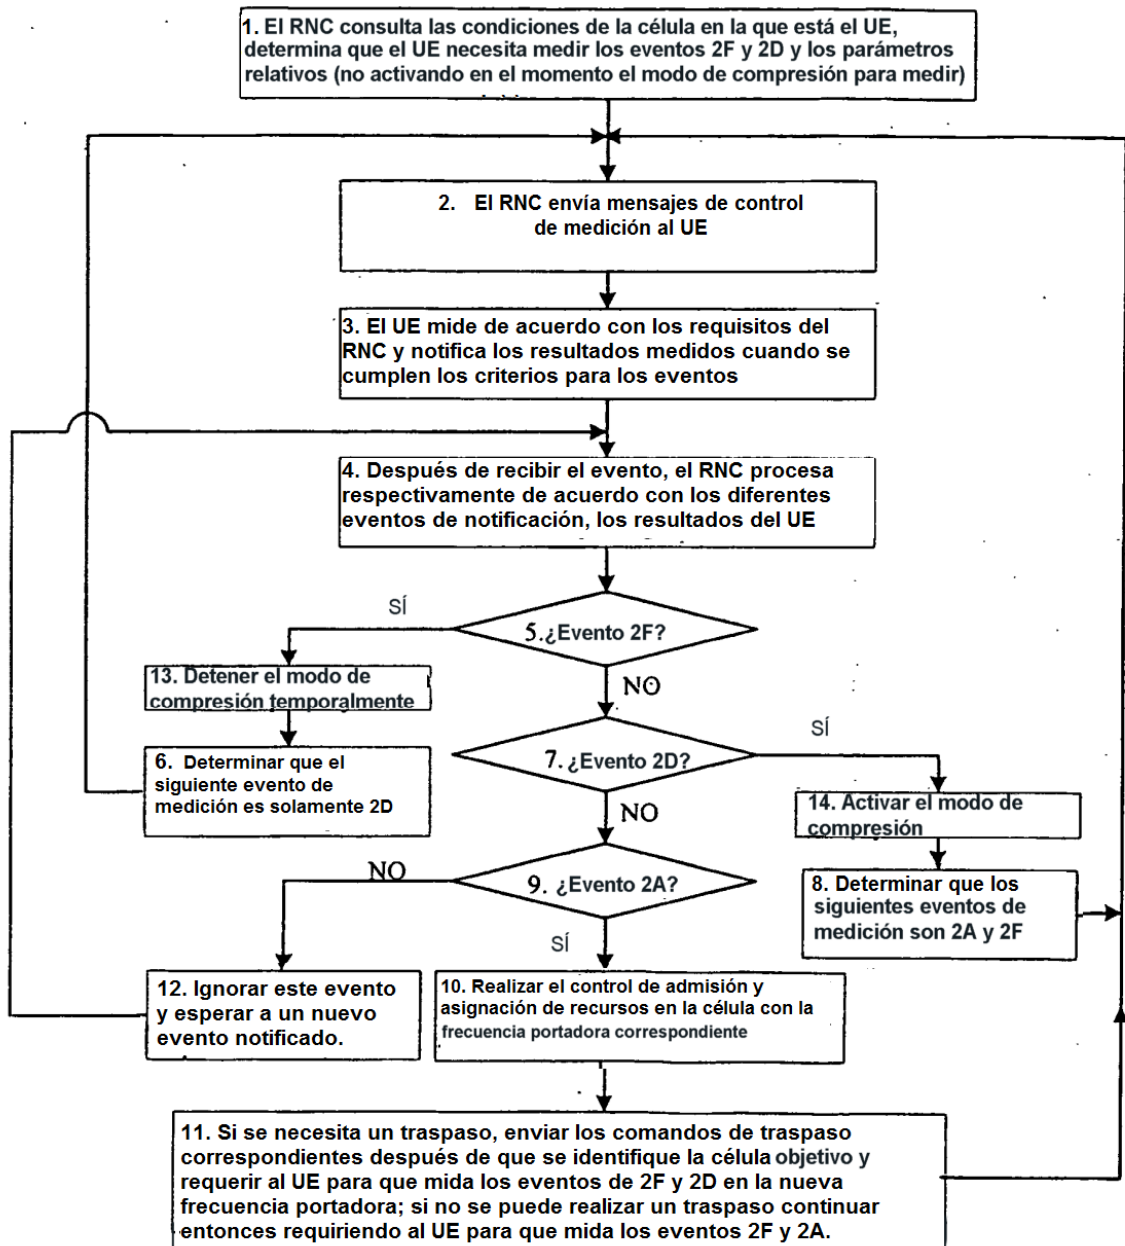 1. El RNC consulta las condiciones de la célula en la que está el UE,
determina que el UE necesita medir los eventos 2F y 2D y los parámetros
relativos (no activando en el momento el modo de compresión para medir)
2. El RNC envía mensajes de control
de medición al UE
3. El UE mide de acuerdo con los requisitos del
RNC y notifica los resultados medidos cuando se
cumplen los criterios para los eventos
4. Después de recibir el evento, el RNC procesa
respectivamente de acuerdo con los diferentes
eventos de notificación, los resultados del UE
SÍ
5. ¿Evento 2F?
NO
13. Detener el modo de
compresión temporalmente
6. Determinar que el
siguiente evento de
medición es solamente 2D
7. ¿Evento 2D?
SÍ
NO
14. Activar el modo de
compresión
8. Determinar que los
siguientes eventos de
medición son 2A y 2F
NO
9. ¿Evento 2A?
SÍ
12. Ignorar este evento
y esperar a un nuevo
evento notificado.
10. Realizar el control de admisión y
asignación de recursos en la célula con la
frecuencia portadora correspondiente
11. Si se necesita un traspaso, enviar los comandos de traspaso
correspondientes después de que se identifique la célula objetivo y
requerir al UE para que mida los eventos de 2F y 2D en la nueva
frecuencia portadora; si no se puede realizar un traspaso continuar
entonces requiriendo al UE para que mida los eventos 2F y 2A.